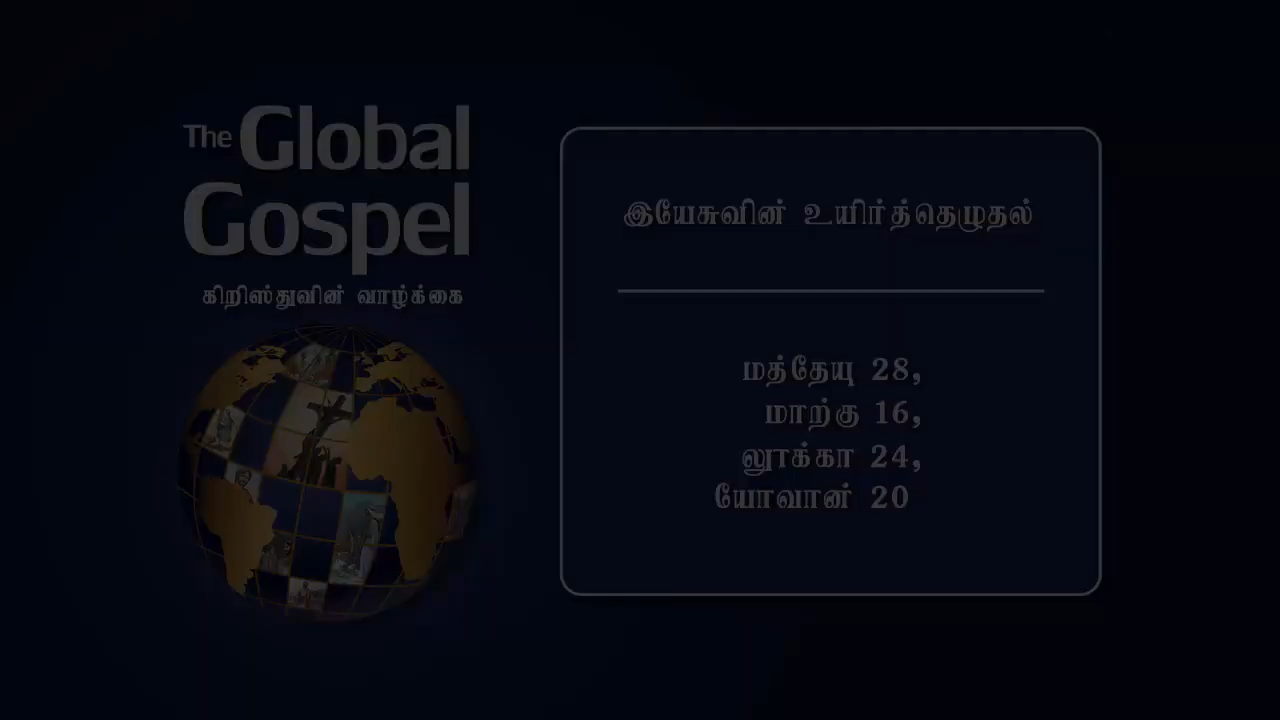 The Global
Gospel
கிறிஸ்துவின் வாழ்க்கை
இயேசுவின் உயிர்த்தெழுதல்
மத்தேயு 28,
மாற்கு 16,
லூக்கா 24,
யோவான் 20